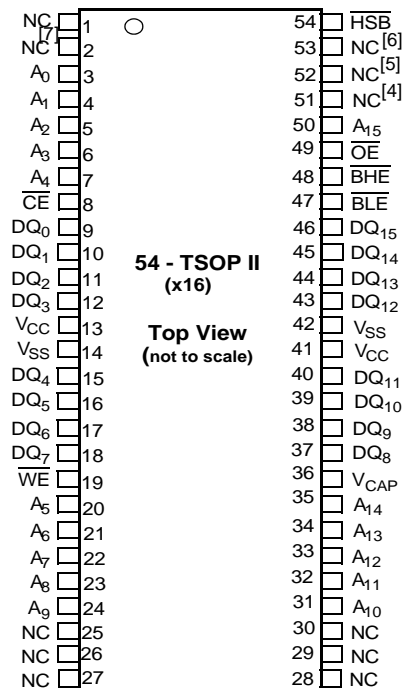 NC 1 54 H̅S̅B̅
[7]
NC 2 53 NC[6]
A0 3 52 NC[5]
A1 4 51 NC[4]
A2 5 50 A15
A3 6 49 O̅E̅
A4 7 48 B̅H̅E̅
C̅E̅ 8 47 B̅L̅E̅
DQ0 9 46 DQ15
DQ1 10 45 DQ14
DQ2 11 44 DQ13
DQ3 12 43 DQ12
VCC 13 42 VSS
VSS 14 41 VCC
DQ4 15 40 DQ11
DQ5 16 39 DQ10
DQ6 17 38 DQ9
DQ7 18 37 DQ8
W̅E̅ 19 36 VCAP
A5 20 35 A14
A6 21 34 A13
A7 22 33 A12
A8 23 32 A11
A9 24 31 A10
NC 25 30 NC
NC 26 29 NC
NC 27 28 NC
54 - TSOP II
(x16)
Top View
(not to scale)